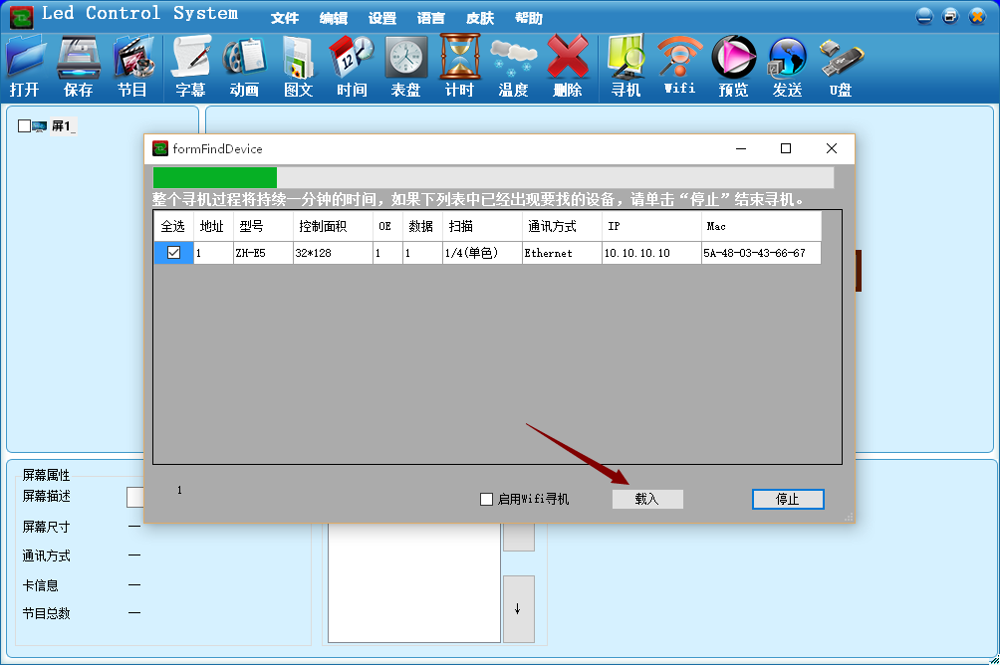 Led Control System 文件 编辑 设置 语言 皮肤 帮助
打开 保存 节目 字幕 动画 图文 时间 表盘 计时 温度 删除 寻机 Wifi 预览 发送 U盘
屏1_
formFindDevice
整个寻机过程将持续一分钟的时间，如果下列表中已经出现要找的设备，请单击“停止”结束寻机。
全选 地址 型号 控制面积 OE 数据 扫描 通讯方式 IP Mac
1 ZH-E5 32*128 1 1 1/4(单色) Ethernet 10.10.10.10 5A-48-03-43-66-67
1
启用Wifi寻机 载入 停止
屏幕属性
屏幕描述
屏幕尺寸 —
通讯方式 —
卡信息 —
节目总数 —
↓